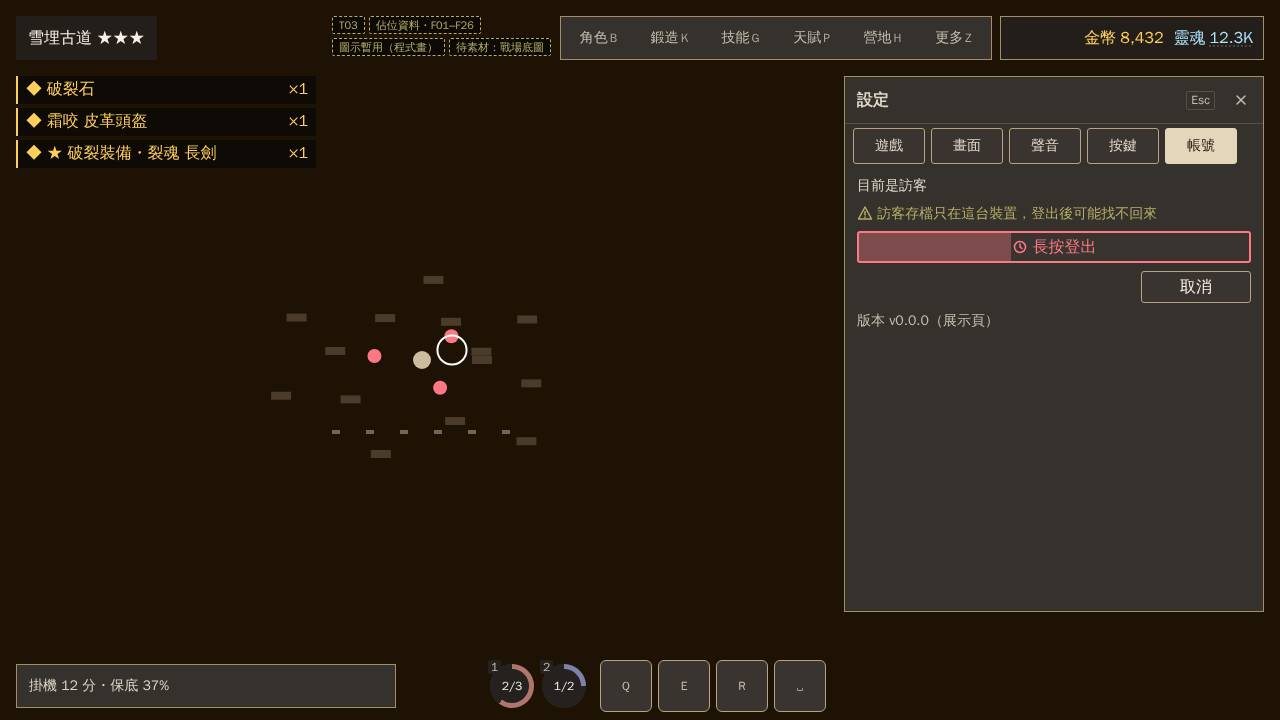 雪埋古道 ★★★
T03 佔位資料・F01–F26
圖示暫用（程式畫） 待素材：戰場底圖
角色B 鍛造K 技能G 天賦P 營地H 更多Z
金幣 8,432 靈魂 12.3K
◆ 破裂石 ×1
◆ 霜咬 皮革頭盔 ×1
◆ ★ 破裂裝備・裂魂 長劍 ×1
設定 Esc ×
遊戲 畫面 聲音 按鍵 帳號
目前是訪客
訪客存檔只在這台裝置，登出後可能找不回來
長按登出
取消
版本 v0.0.0（展示頁）
掛機 12 分・保底 37%
1 2/3 2 1/2 Q E R ⎵